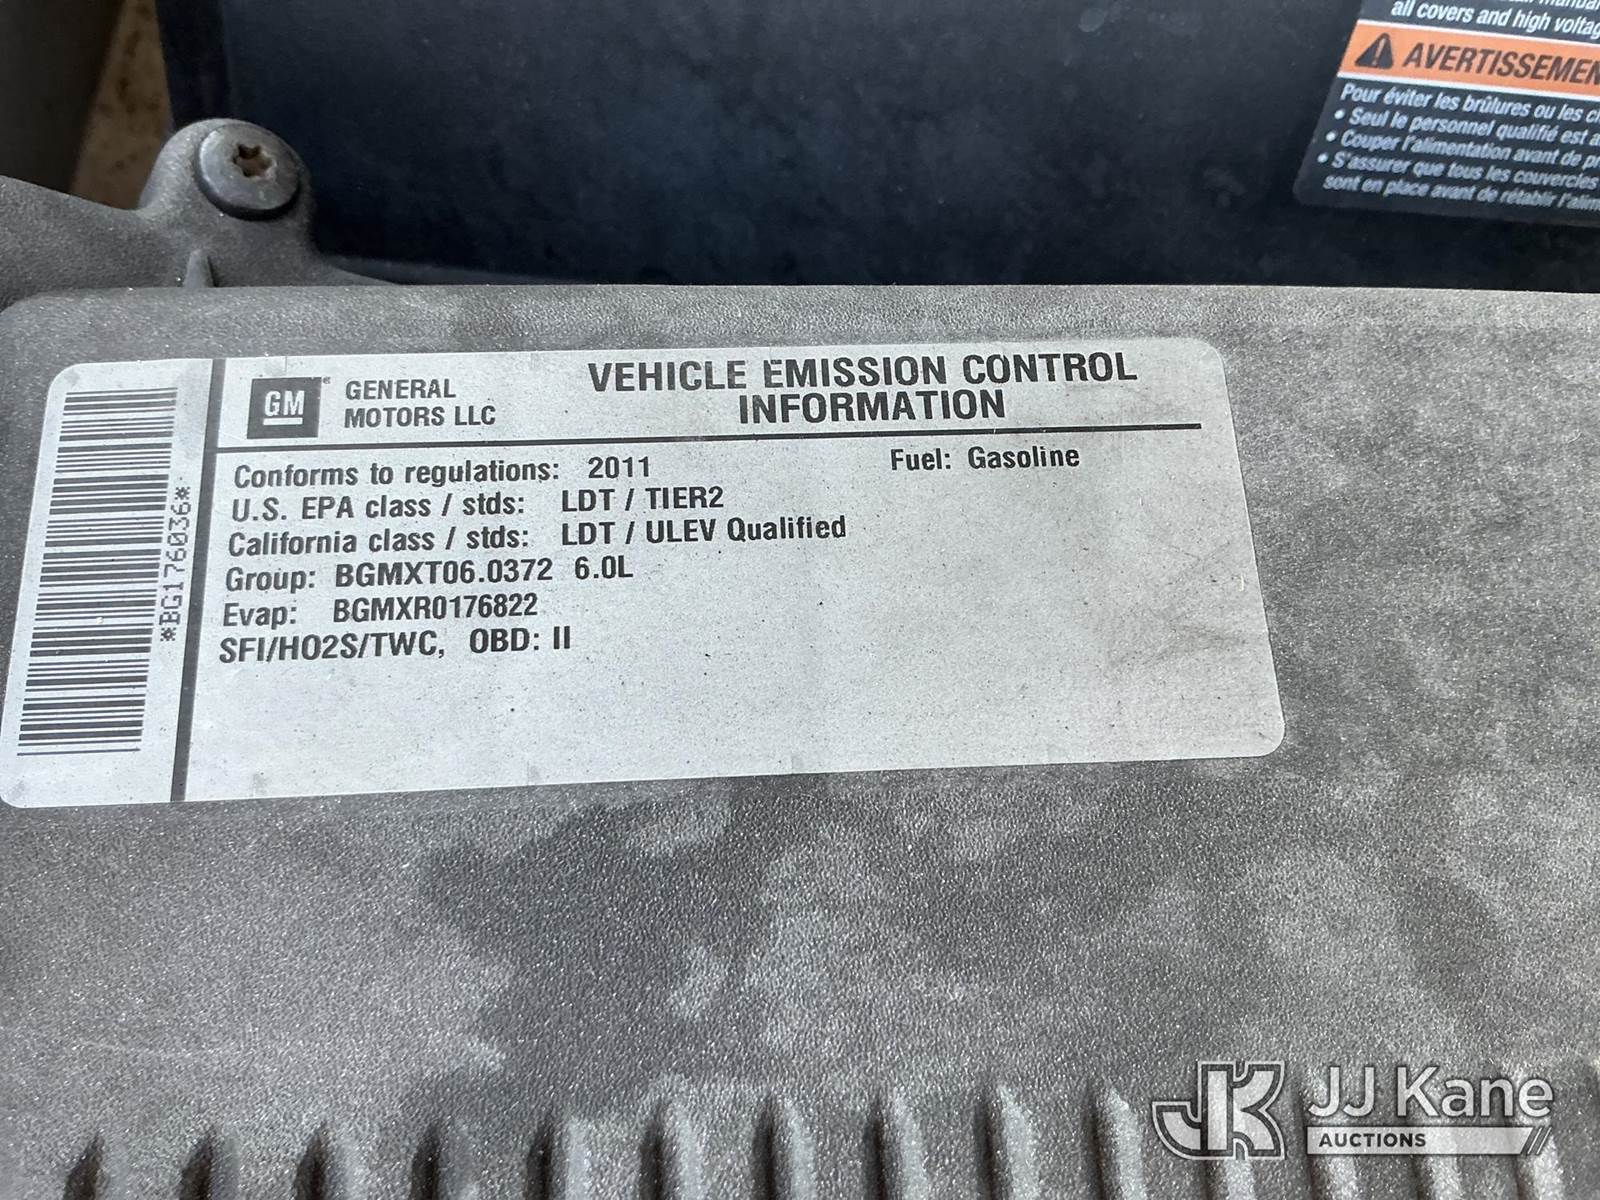 all covers and high
AVERTISSEMEN
Pour éviter les brûlures ou les
• Seul le personnel qualifié est
• Couper l'alimentation avant de
• S'assurer que tous les couvercles
sont en place avant de rétablir
GM
GENERAL
MOTORS LLC
VEHICLE EMISSION CONTROL
INFORMATION
Conforms to regulations: 2011
Fuel: Gasoline
U.S. EPA class / stds: LDT / TIER2
California class / stds: LDT / ULEV Qualified
Group: BGMXT06.0372 6.0L
Evap: BGMXR0176822
SFI/HO2S/TWC, OBD: II
*BG176036*
JK JJ Kane
AUCTIONS